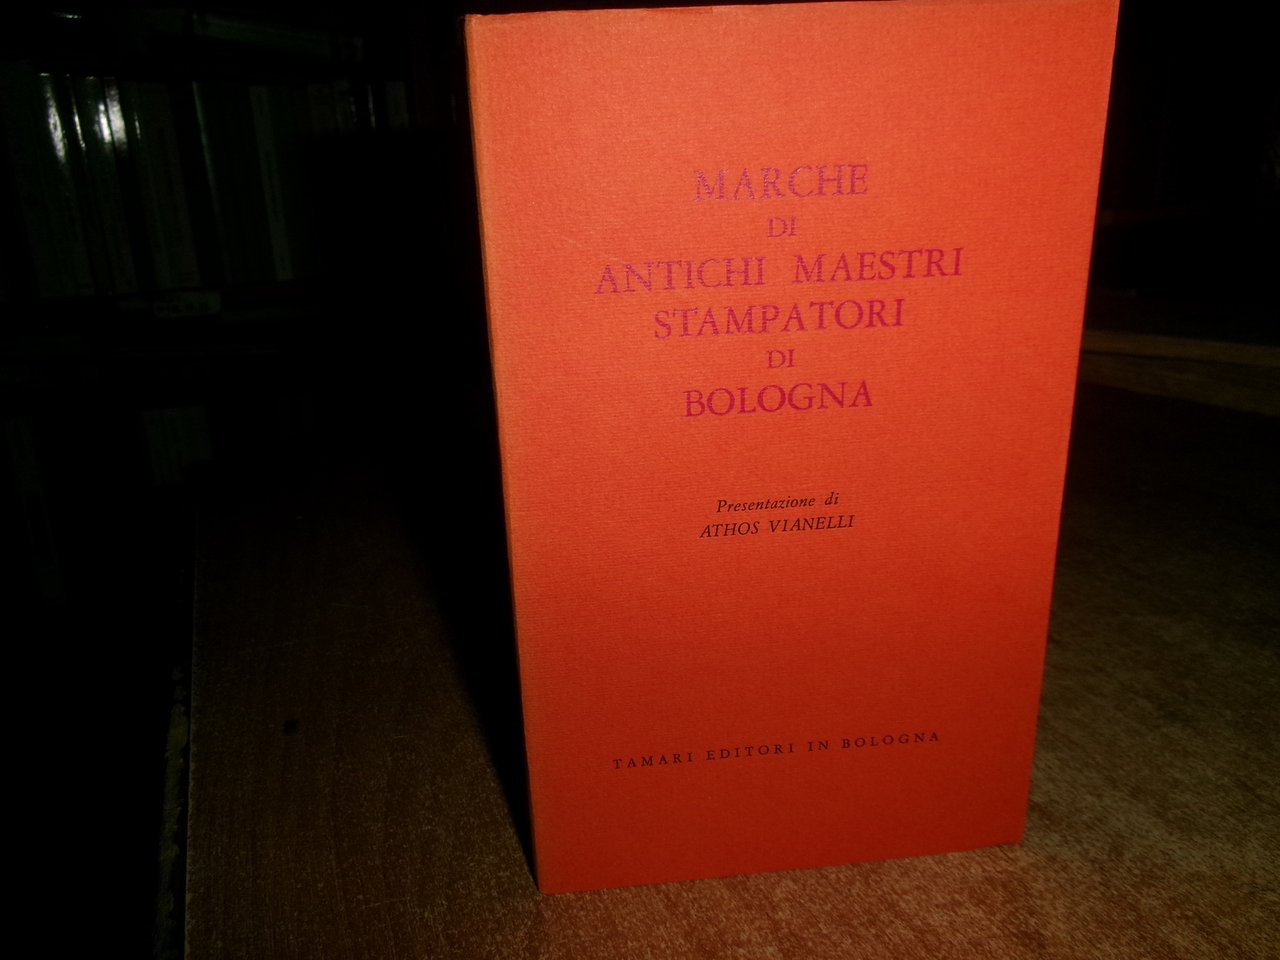 MARCHE
DI
ANTICHI MAESTRI
STAMPATORI
DI
BOLOGNA
Presentazione di
ATHOS VIANELLI
TAMARI EDITORI IN BOLOGNA